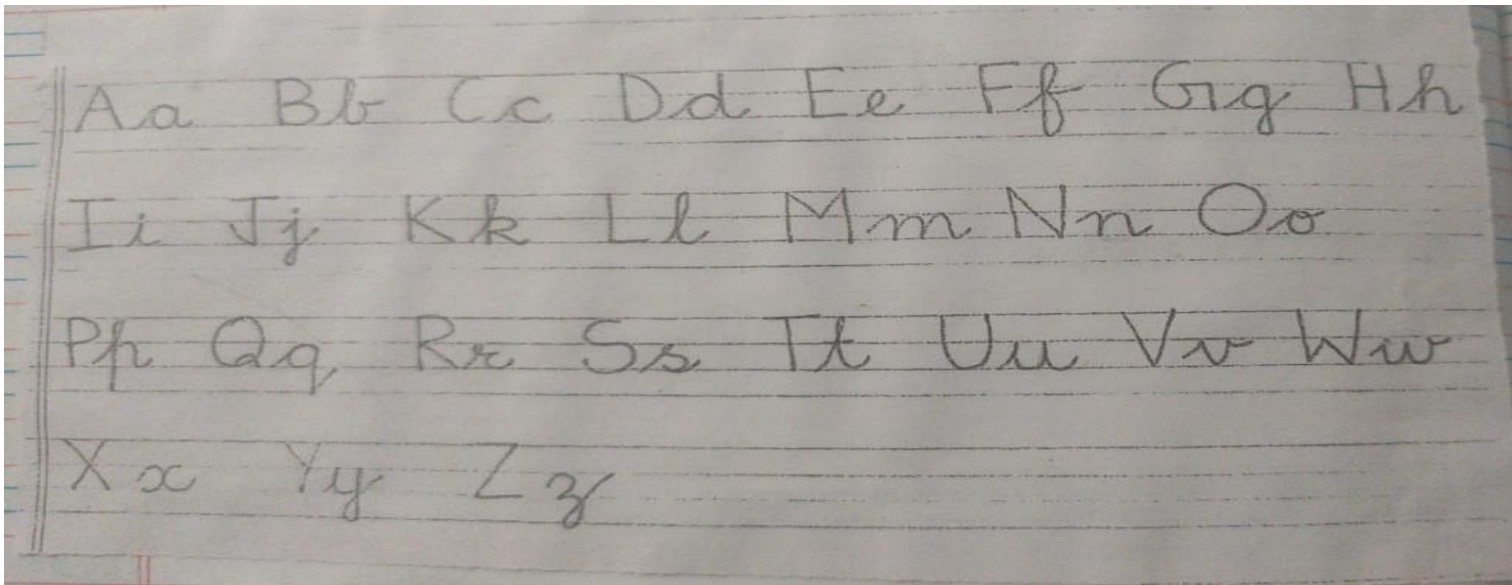 Aa Bb Cc Dd Ee Ff Gg Hh
Ii Jj Kk Ll Mm Nn Oo
Pp Qq Rr Ss Tt Uu Vv Ww
Xx Yy Zz